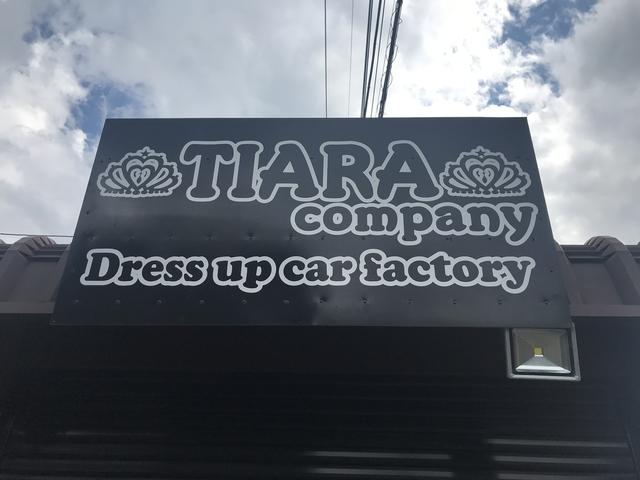 TIARA
company
Dress up car factory